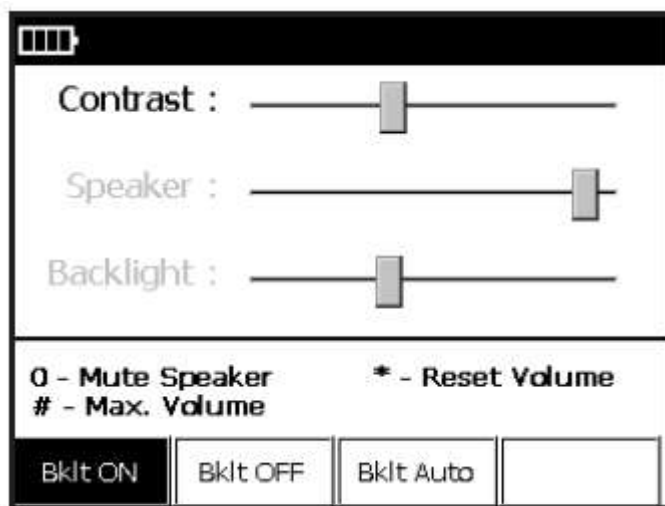 Contrast :
Speaker :
Backlight :
0 - Mute Speaker * - Reset Volume
# - Max. Volume
Bklt ON Bklt OFF Bklt Auto